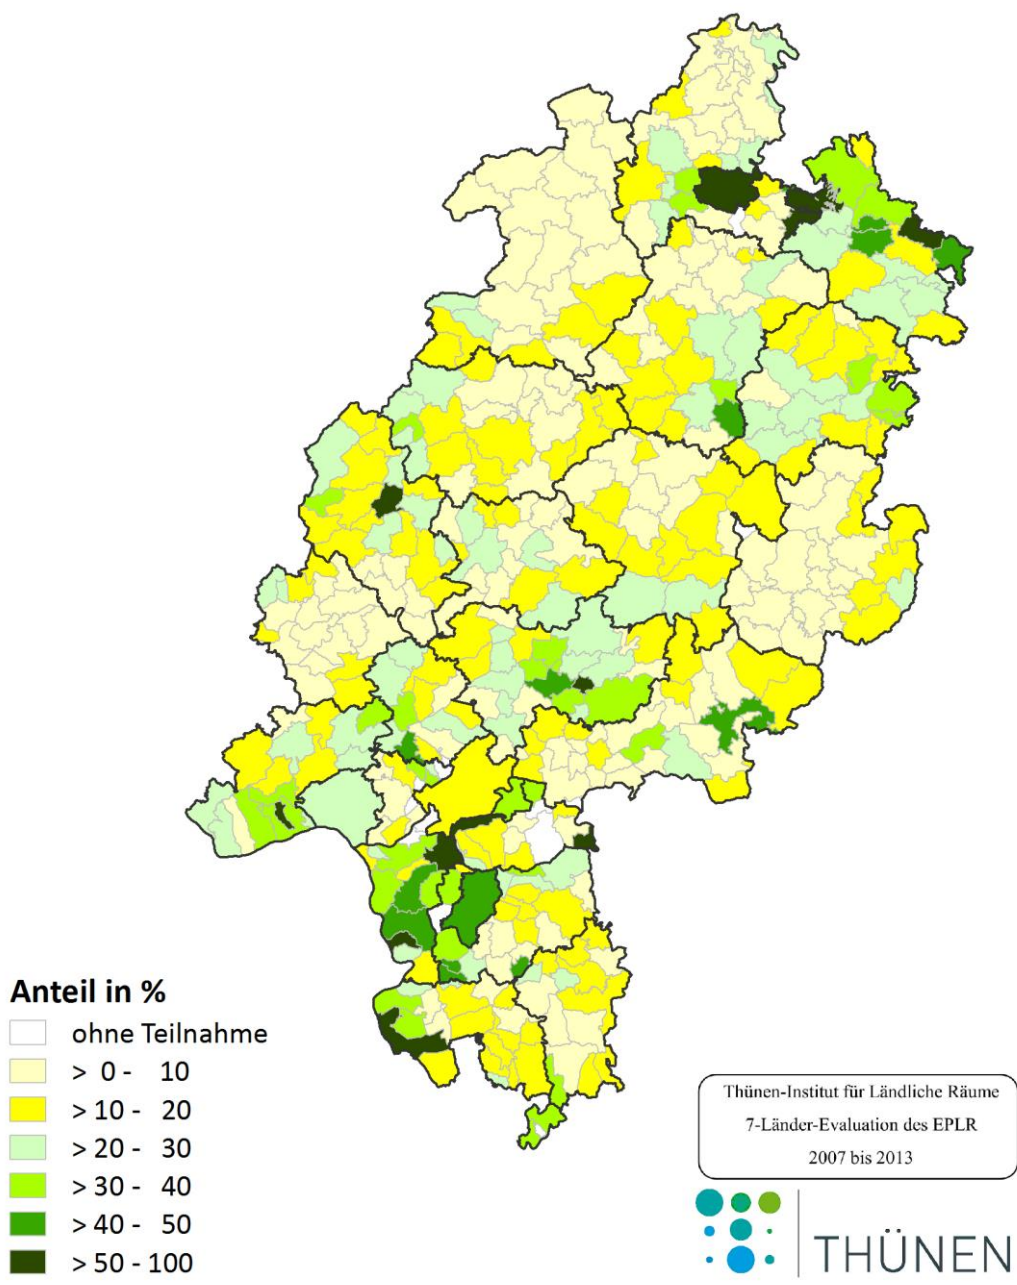 Anteil in %
ohne Teilnahme
> 0 - 10
> 10 - 20
> 20 - 30
> 30 - 40
> 40 - 50
> 50 - 100
Thünen-Institut für Ländliche Räume
7-Länder-Evaluation des EPLR
2007 bis 2013
THÜNEN